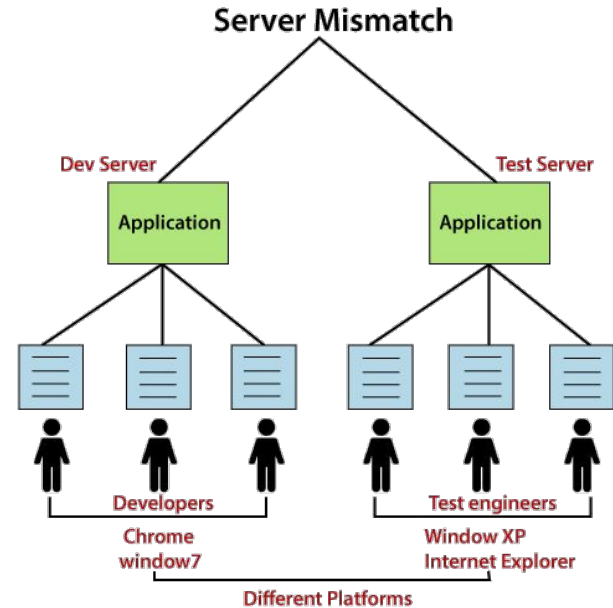 Server Mismatch
Dev Server
Test Server
Application
Application
Developers
Test engineers
Chrome
window7
Window XP
Internet Explorer
Different Platforms